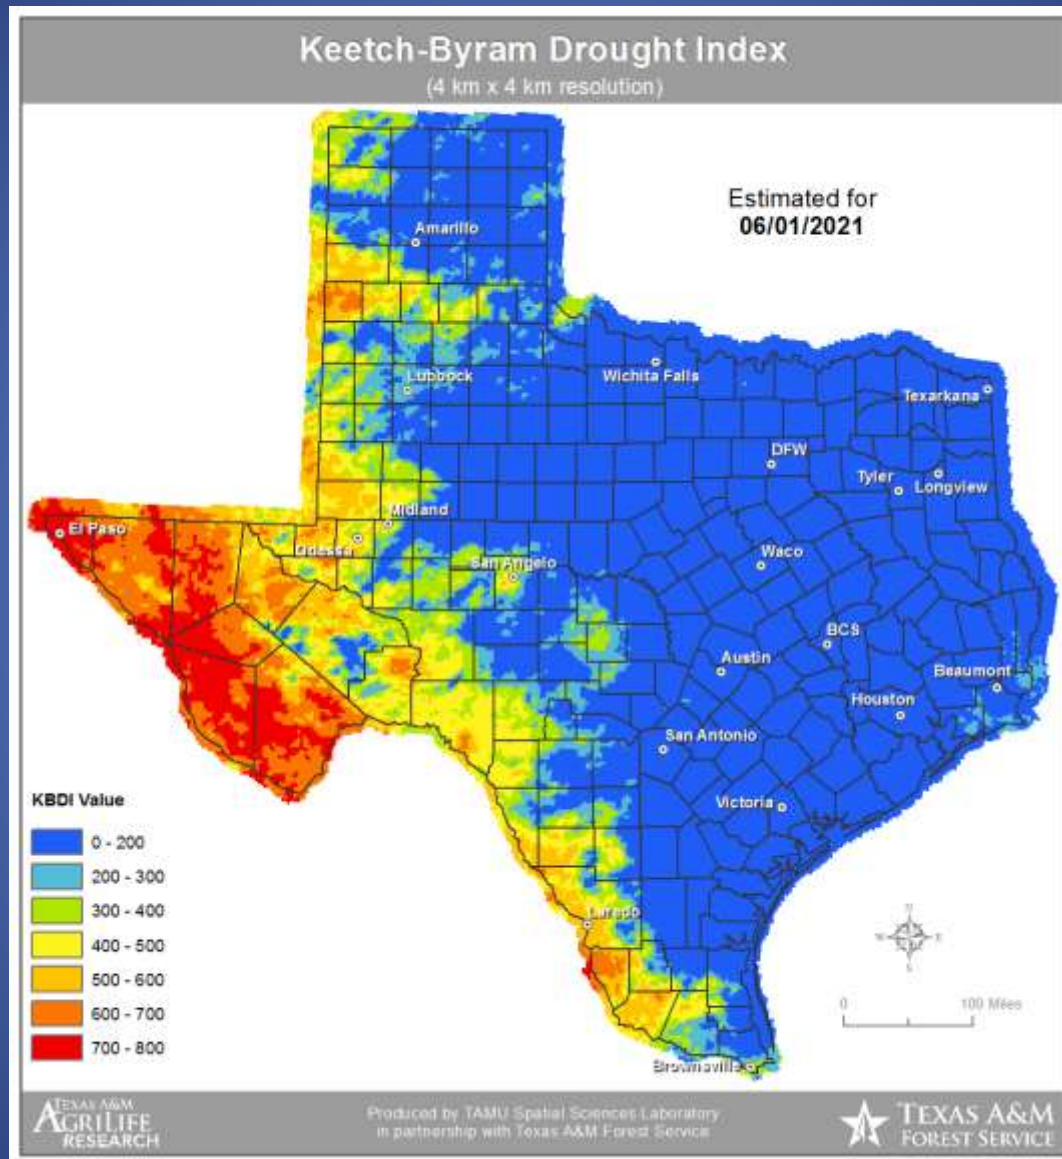 Keetch-Byram Drought Index
(4 km x 4 km resolution)
Estimated for
06/01/2021
Amarillo
Lubbock
Wichita Falls
Texarkana
DFW
Tyler
Longview
El Paso
Midland
Odessa
San Angelo
Waco
BCS
Austin
Beaumont
Houston
San Antonio
Victoria
Laredo
Brownsville
KBDI Value
0 - 200
200 - 300
300 - 400
400 - 500
500 - 600
600 - 700
700 - 800
N
W
E
S
0
100 Miles
TEXAS A&M
AGRILIFE
RESEARCH
Produced by TAMU Spatial Sciences Laboratory
in partnership with Texas A&M Forest Service
TEXAS A&M
FOREST SERVICE